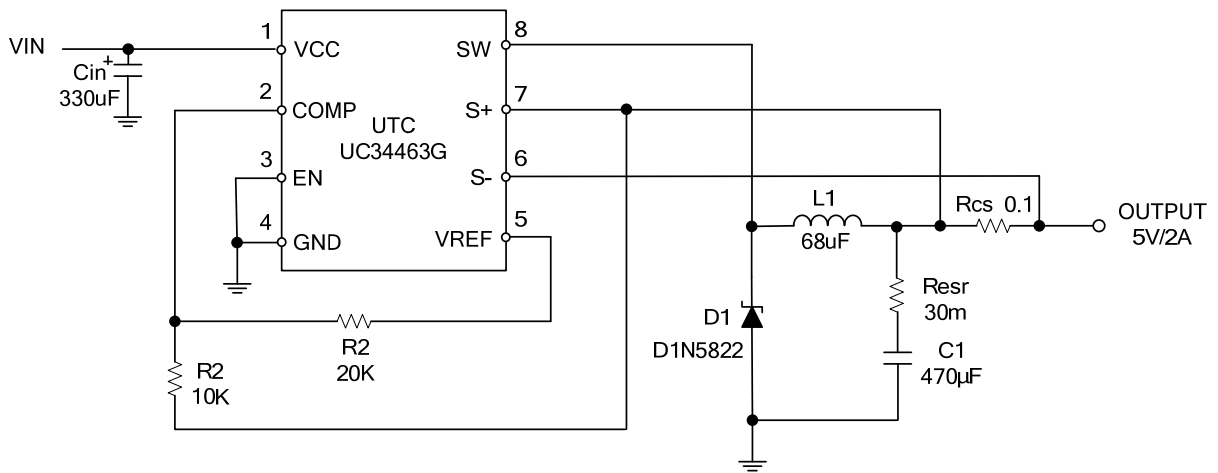 VIN
Cin
+
330uF
1
VCC
2
COMP
3
EN
4
GND
UTC
UC34463G
8
SW
7
S+
6
S-
5
VREF
L1
68uF
Rcs 0.1
OUTPUT
5V/2A
Resr
30m
D1
D1N5822
C1
470µF
R2
20K
R2
10K